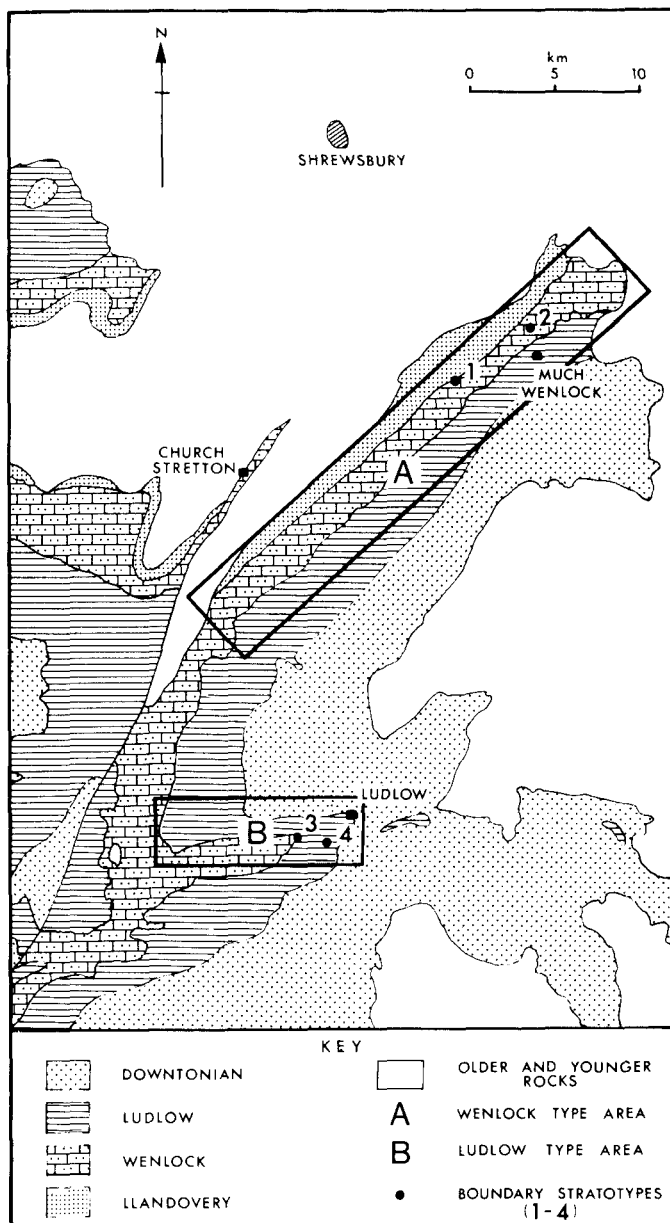 N
km
0 5 10
SHREWSBURY
2
1
MUCH
WENLOCK
CHURCH
STRETTON
A
LUDLOW
B
3
4
KEY
DOWNTONIAN
LUDLOW
WENLOCK
LLANDOVERY
OLDER AND YOUNGER
ROCKS
A WENLOCK TYPE AREA
B LUDLOW TYPE AREA
BOUNDARY STRATOTYPES
(1-4)